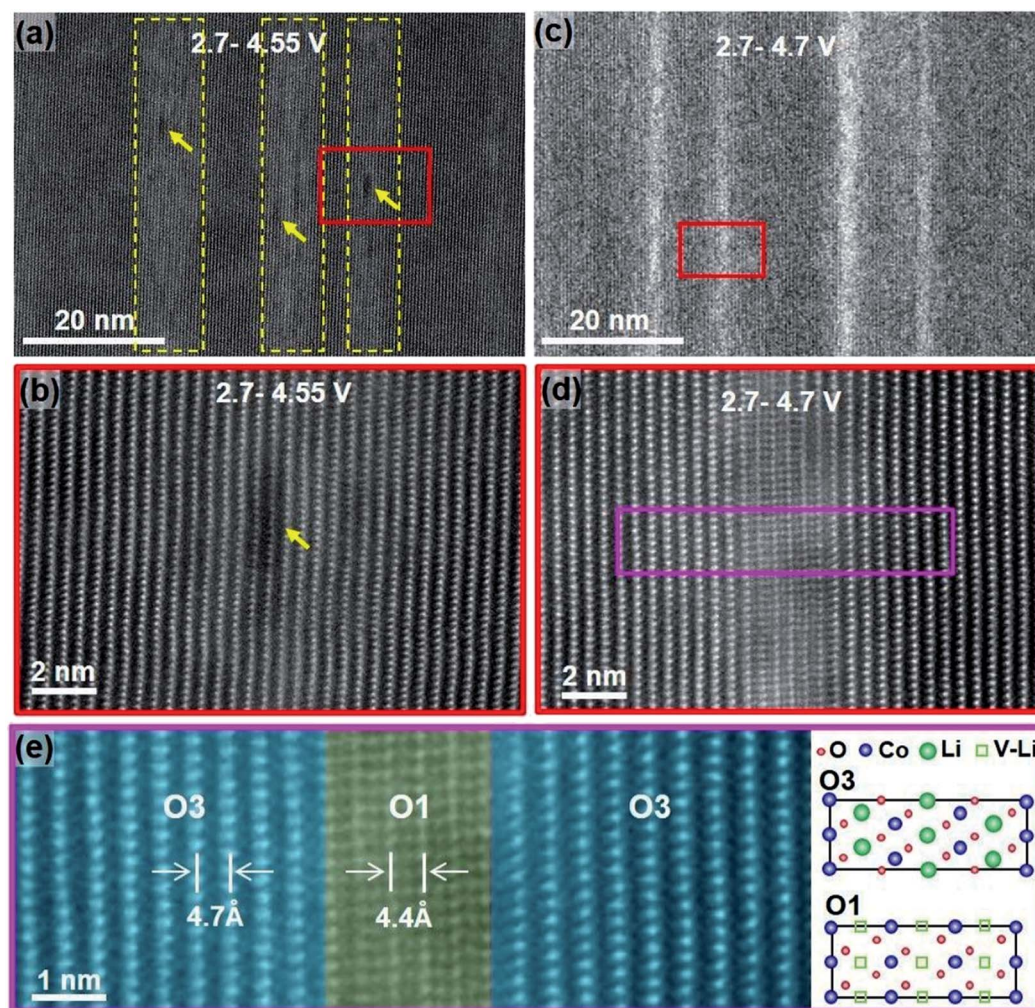 (a)
2.7- 4.55 V
20 nm
(c)
2.7- 4.7 V
20 nm
(b)
2.7- 4.55 V
2 nm
(d)
2.7- 4.7 V
2 nm
(e)
O3
4.7Å
O1
4.4Å
O3
1 nm
O Co Li V-Li
O3
O1